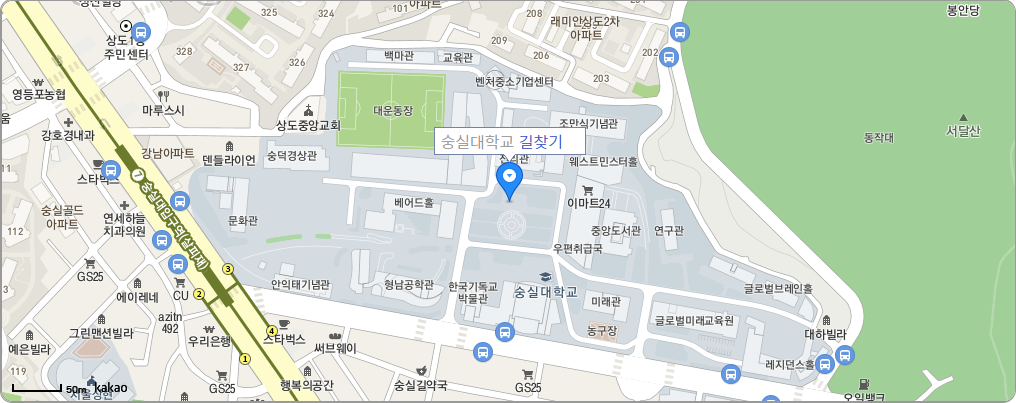 아파트
101
봉안당
상도1동
주민센터
328
327
326
325
209
206
래미안상도2차
아파트
205
202
203
백마관
교육관
벤처중소기업센터
영등포농협
마루스시
대운동장
상도중앙교회
조만식기념관
서달산
동작대
강호경내과
움
강남아파트
덴들라이언
숭덕경상관
숭실대학교 길찾기
웨스트민스터홀
스타벅스
7 숭실대입구역(살피재)
이마트24
숭실골드
아파트
연세하늘
치과의원
112
문화관
베어드홀
중앙도서관
연구관
우편취급국
GS25
3
에이레네
CU
2
안익태기념관
형남공학관
한국기독교
박물관
숭실대학교
미래관
글로벌브레인홀
azitn
492
그린맨션빌라
예은빌라
우리은행
4
스타벅스
써브웨이
농구장
글로벌미래교육원
대하빌라
1
GS25
행복의공간
숭실길약국
GS25
레지던스홀
115
50m
kakao
오일뱅크